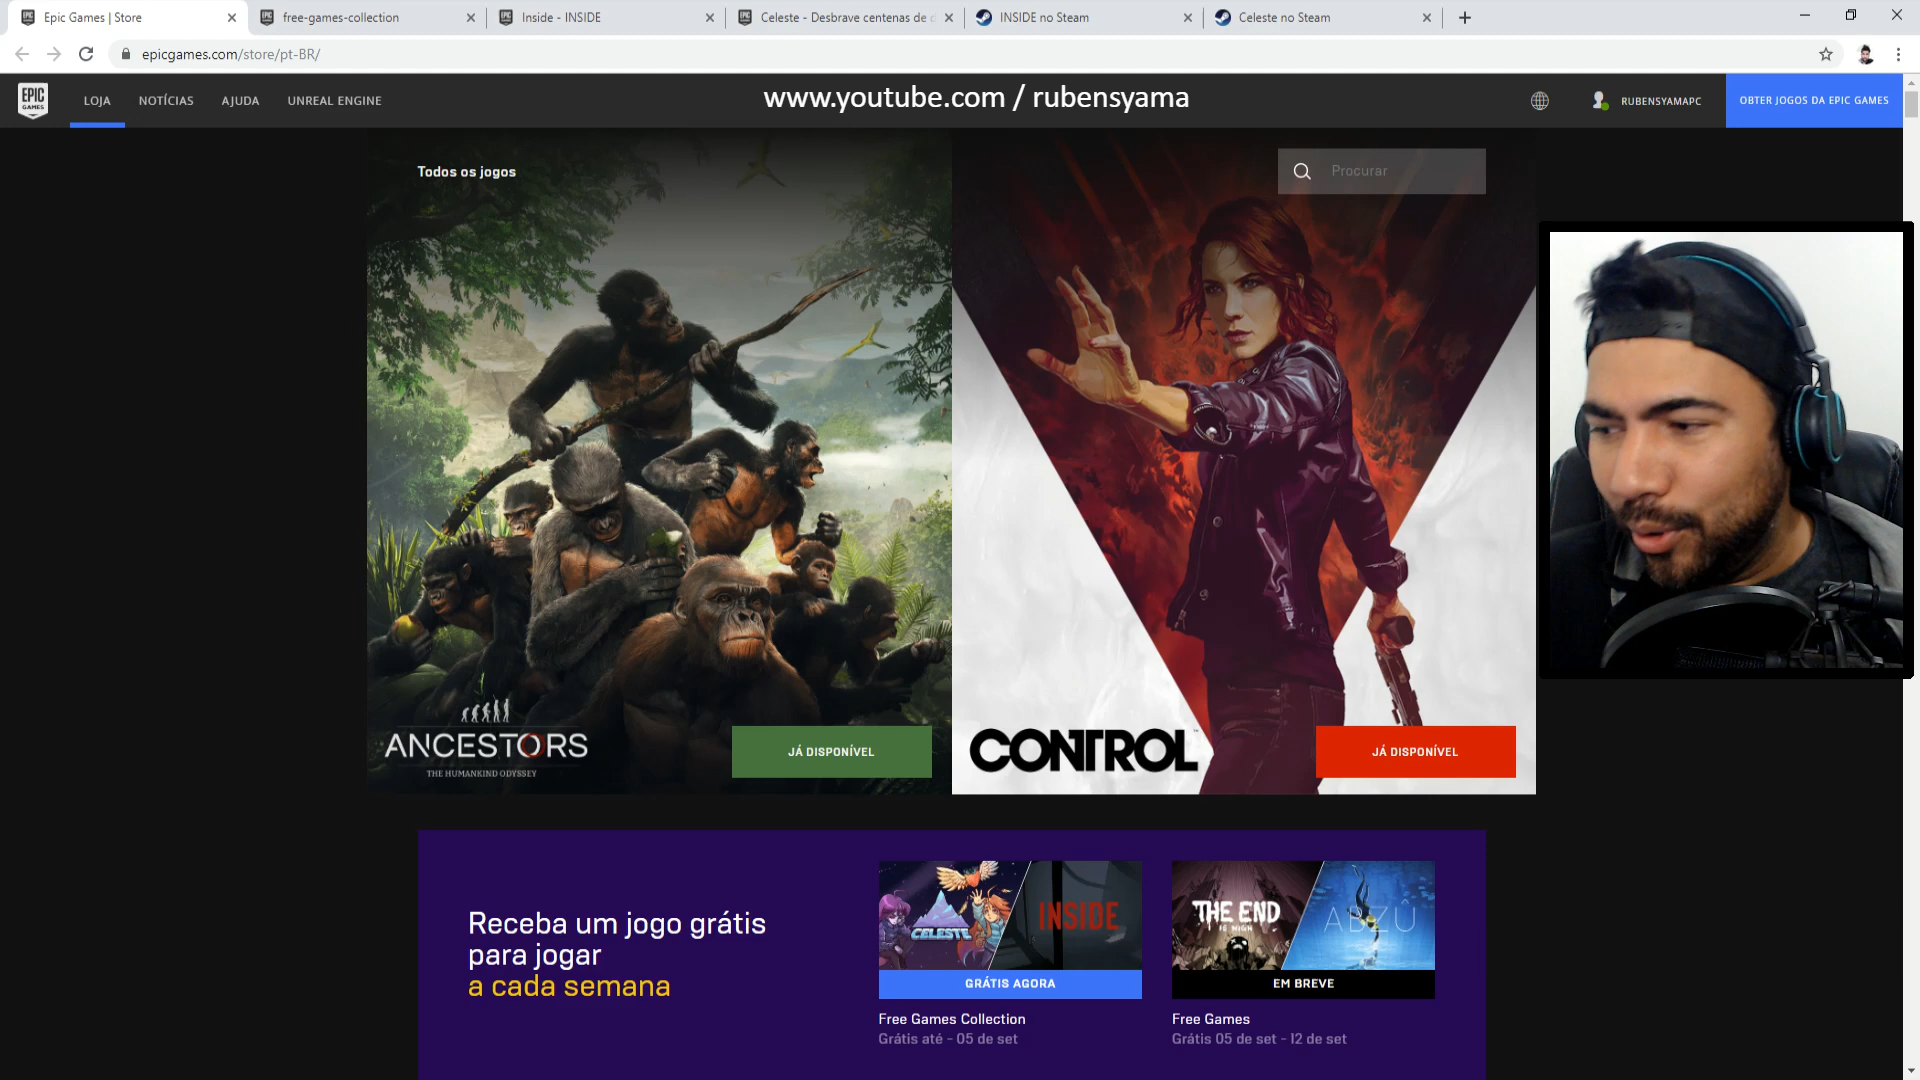 Epic Games | Store
free-games-collection
Inside - INSIDE
Celeste - Desbrave centenas de d
INSIDE no Steam
Celeste no Steam
epicgames.com/store/pt-BR/
EPIC GAMES
LOJA
NOTÍCIAS
AJUDA
UNREAL ENGINE
www.youtube.com / rubensyama
RUBENSYAMAPC
OBTER JOGOS DA EPIC GAMES
Todos os jogos
Procurar
ANCESTORS
THE HUMANKIND ODYSSEY
JÁ DISPONÍVEL
CONTROL
JÁ DISPONÍVEL
Receba um jogo grátis
para jogar
a cada semana
CELESTE
INSIDE
GRÁTIS AGORA
Free Games Collection
Grátis até - 05 de set
THE END
IS NIGH
ABZÛ
EM BREVE
Free Games
Grátis 05 de set - 12 de set